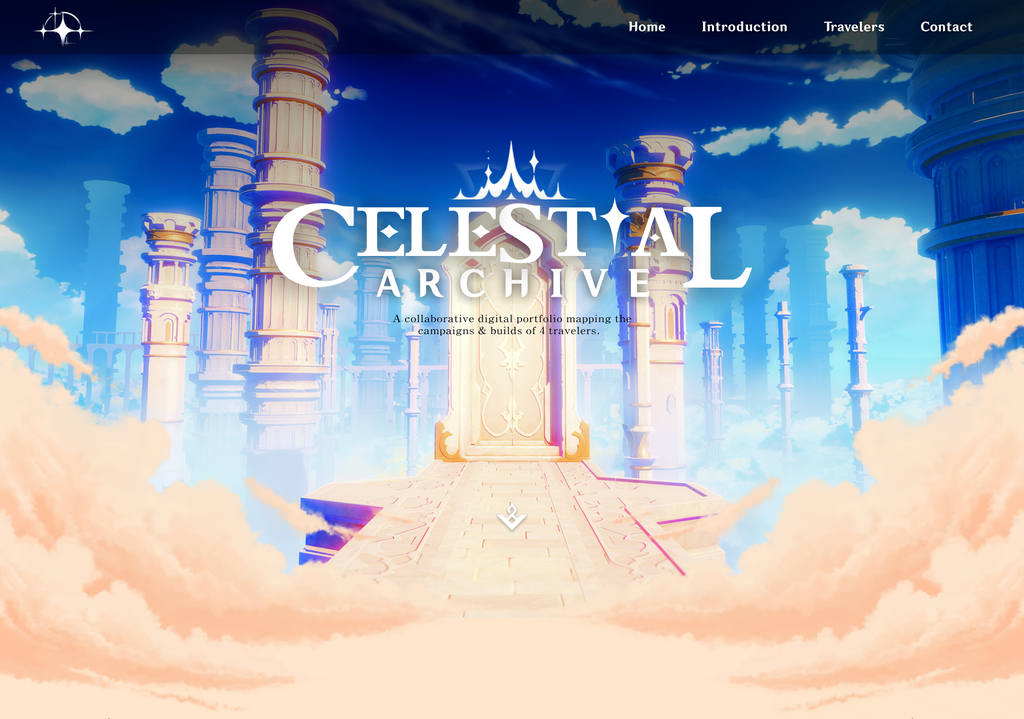 Home Introduction Travelers Contact
CELESTIAL
ARCHIVE
A collaborative digital portfolio mapping the
campaigns & builds of 4 travelers.